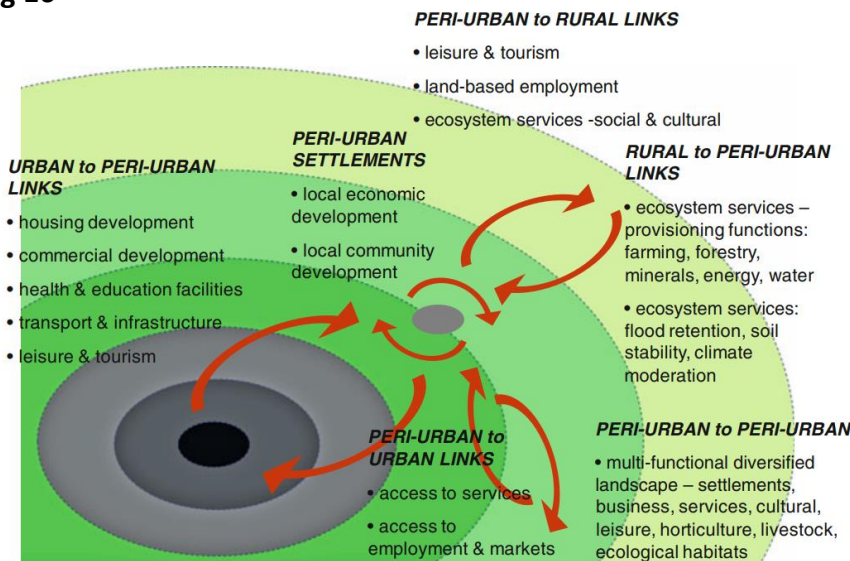 g 10
PERI-URBAN to RURAL LINKS
• leisure & tourism
• land-based employment
• ecosystem services -social & cultural
PERI-URBAN
SETTLEMENTS
• local economic
development
• local community
development
RURAL to PERI-URBAN
LINKS
• ecosystem services –
provisioning functions:
farming, forestry,
minerals, energy, water
• ecosystem services:
flood retention, soil
stability, climate
moderation
URBAN to PERI-URBAN
LINKS
• housing development
• commercial development
• health & education facilities
• transport & infrastructure
• leisure & tourism
PERI-URBAN to
URBAN LINKS
• access to services
• access to
employment & markets
PERI-URBAN to PERI-URBAN
• multi-functional diversified
landscape – settlements,
business, services, cultural,
leisure, horticulture, livestock,
ecological habitats